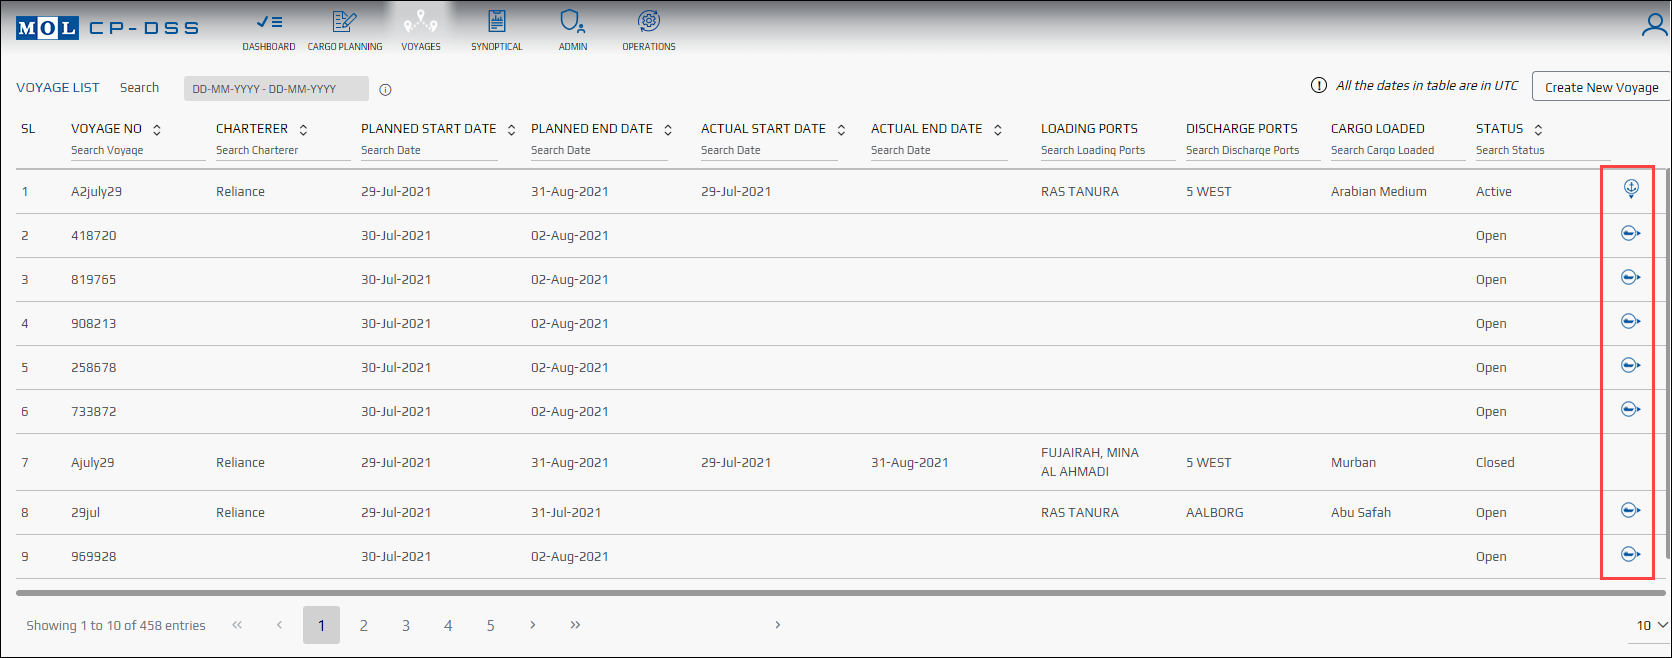 MOL CP-DSS
DASHBOARD CARGO PLANNING VOYAGES SYNOPTICAL ADMIN OPERATIONS
VOYAGE LIST Search DD-MM-YYYY - DD-MM-YYYY All the dates in table are in UTC Create New Voyage
SL VOYAGE NO CHARTERER PLANNED START DATE PLANNED END DATE ACTUAL START DATE ACTUAL END DATE LOADING PORTS DISCHARGE PORTS CARGO LOADED STATUS
Search Voyage Search Charterer Search Date Search Date Search Date Search Date Search Loading Ports Search Discharge Ports Search Cargo Loaded Search Status
1 A2july29 Reliance 29-Jul-2021 31-Aug-2021 29-Jul-2021 RAS TANURA 5 WEST Arabian Medium Active
2 418720 30-Jul-2021 02-Aug-2021 Open
3 819765 30-Jul-2021 02-Aug-2021 Open
4 908213 30-Jul-2021 02-Aug-2021 Open
5 258678 30-Jul-2021 02-Aug-2021 Open
6 733872 30-Jul-2021 02-Aug-2021 Open
7 Ajuly29 Reliance 29-Jul-2021 31-Aug-2021 29-Jul-2021 31-Aug-2021 FUJAIRAH, MINA 5 WEST Murban Closed
AL AHMADI
8 29jul Reliance 29-Jul-2021 31-Jul-2021 RAS TANURA AALBORG Abu Safah Open
9 969928 30-Jul-2021 02-Aug-2021 Open
Showing 1 to 10 of 458 entries « ‹ 1 2 3 4 5 › » › 10